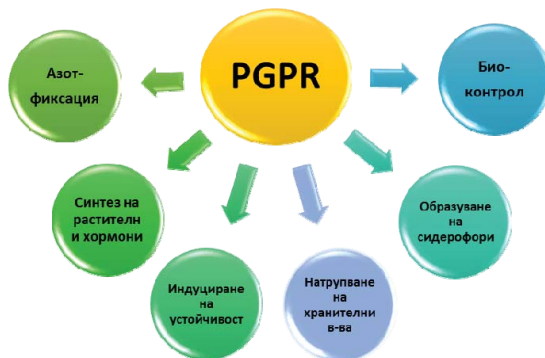 PGPR
Азот-
фиксация
Био-
контрол
Синтез на
растителн
и хормони
Образуване
на
сидерофори
Индуциране
на
устойчивост
Натрупване
на
хранителни
в-ва